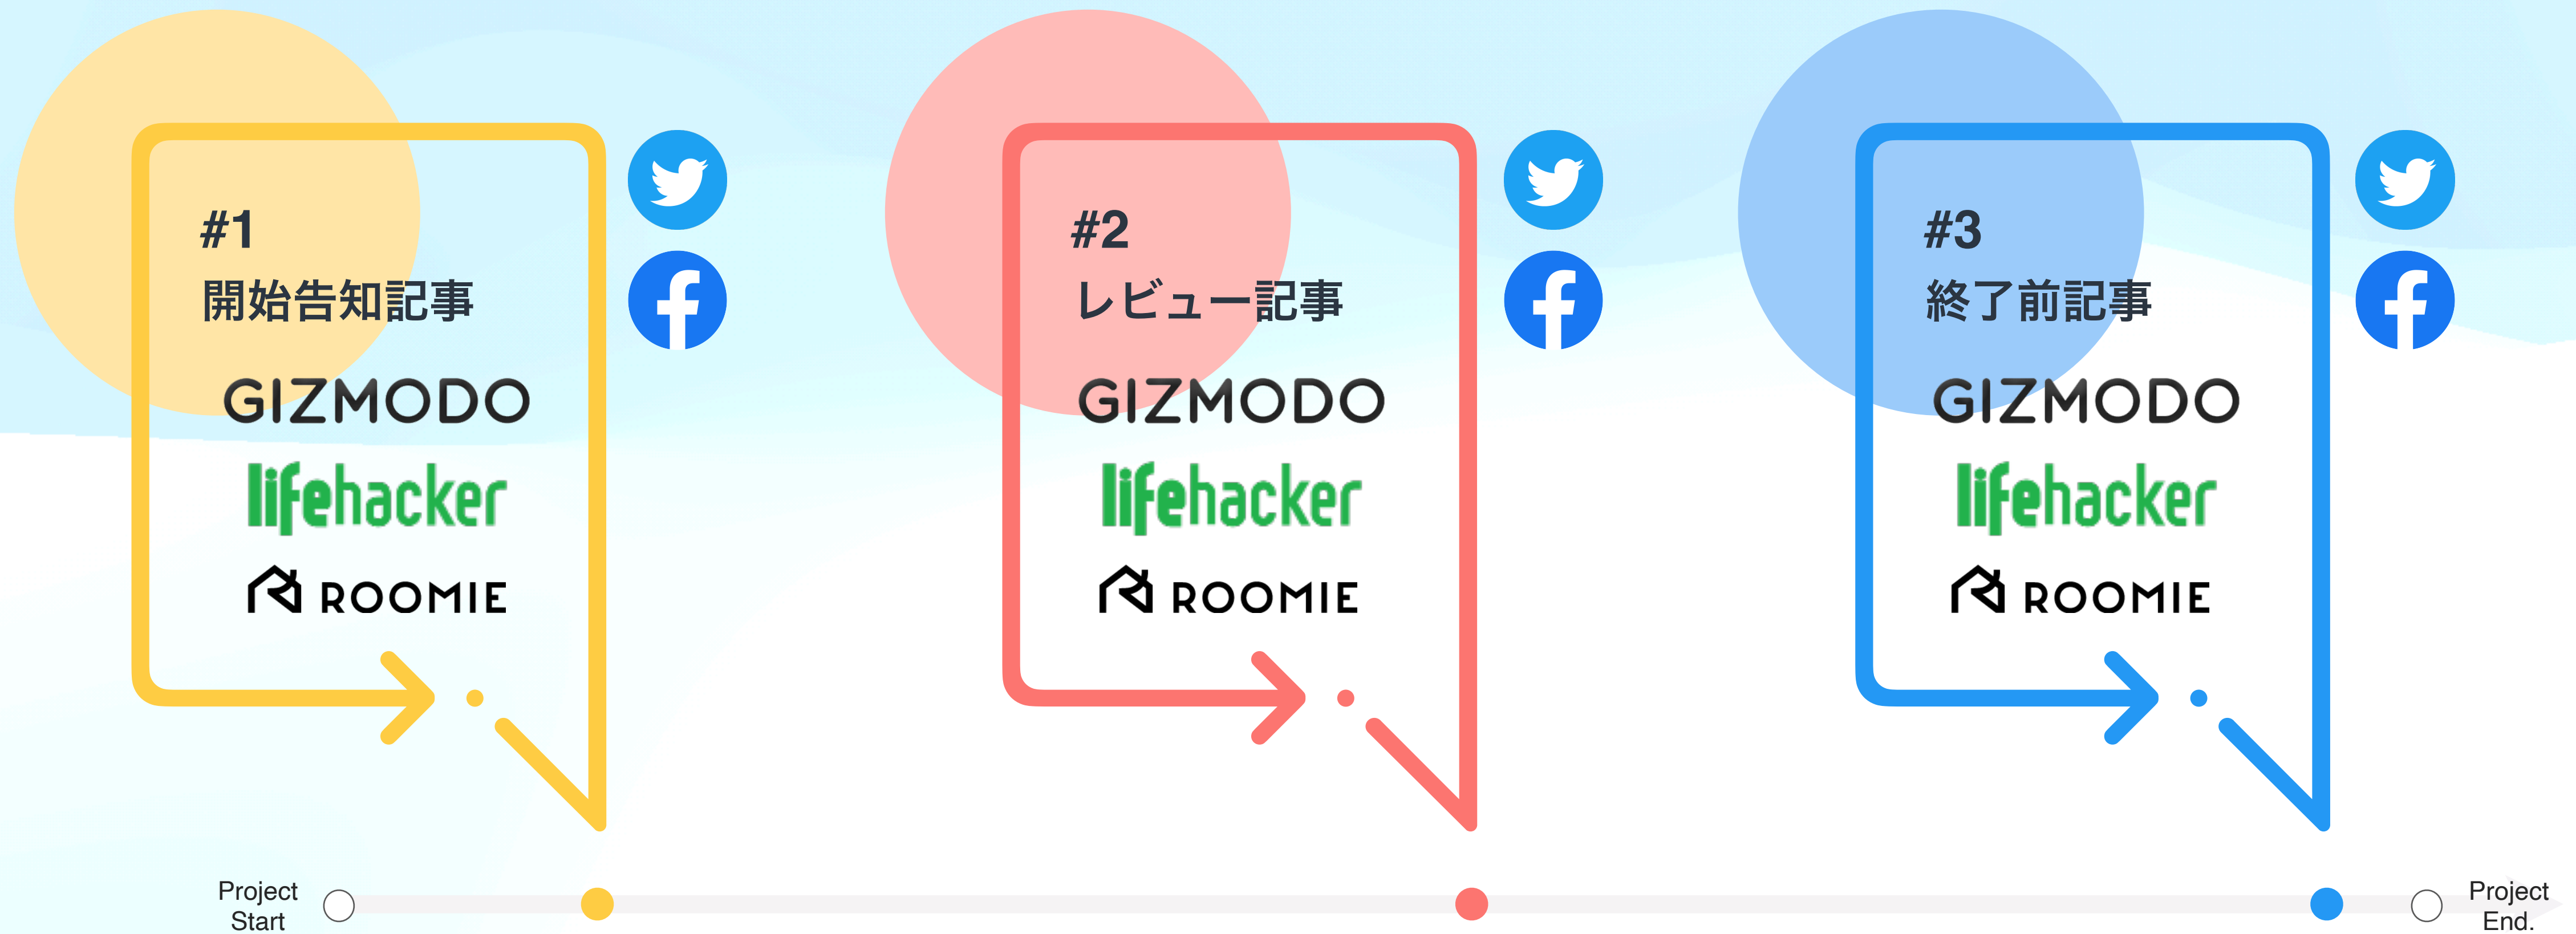 #1
開始告知記事
GIZMODO
lifehacker
ROOMIE
#2
レビュー記事
GIZMODO
lifehacker
ROOMIE
#3
終了前記事
GIZMODO
lifehacker
ROOMIE
Project
Start
Project
End.